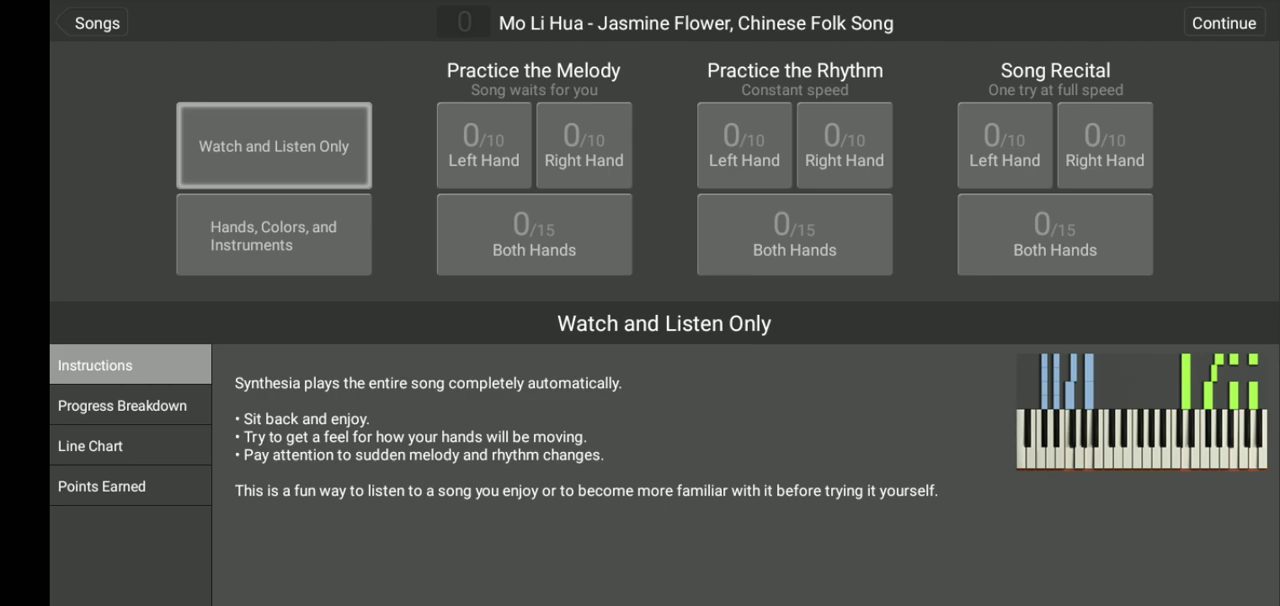 Songs
0
Mo Li Hua - Jasmine Flower, Chinese Folk Song
Continue
Practice the Melody
Song waits for you
Practice the Rhythm
Constant speed
Song Recital
One try at full speed
Watch and Listen Only
0/10
Left Hand
0/10
Right Hand
0/10
Left Hand
0/10
Right Hand
0/10
Left Hand
0/10
Right Hand
Hands, Colors, and
Instruments
0/15
Both Hands
0/15
Both Hands
0/15
Both Hands
Watch and Listen Only
Instructions
Progress Breakdown
Line Chart
Points Earned
Synthesia plays the entire song completely automatically.
• Sit back and enjoy.
• Try to get a feel for how your hands will be moving.
• Pay attention to sudden melody and rhythm changes.
This is a fun way to listen to a song you enjoy or to become more familiar with it before trying it yourself.